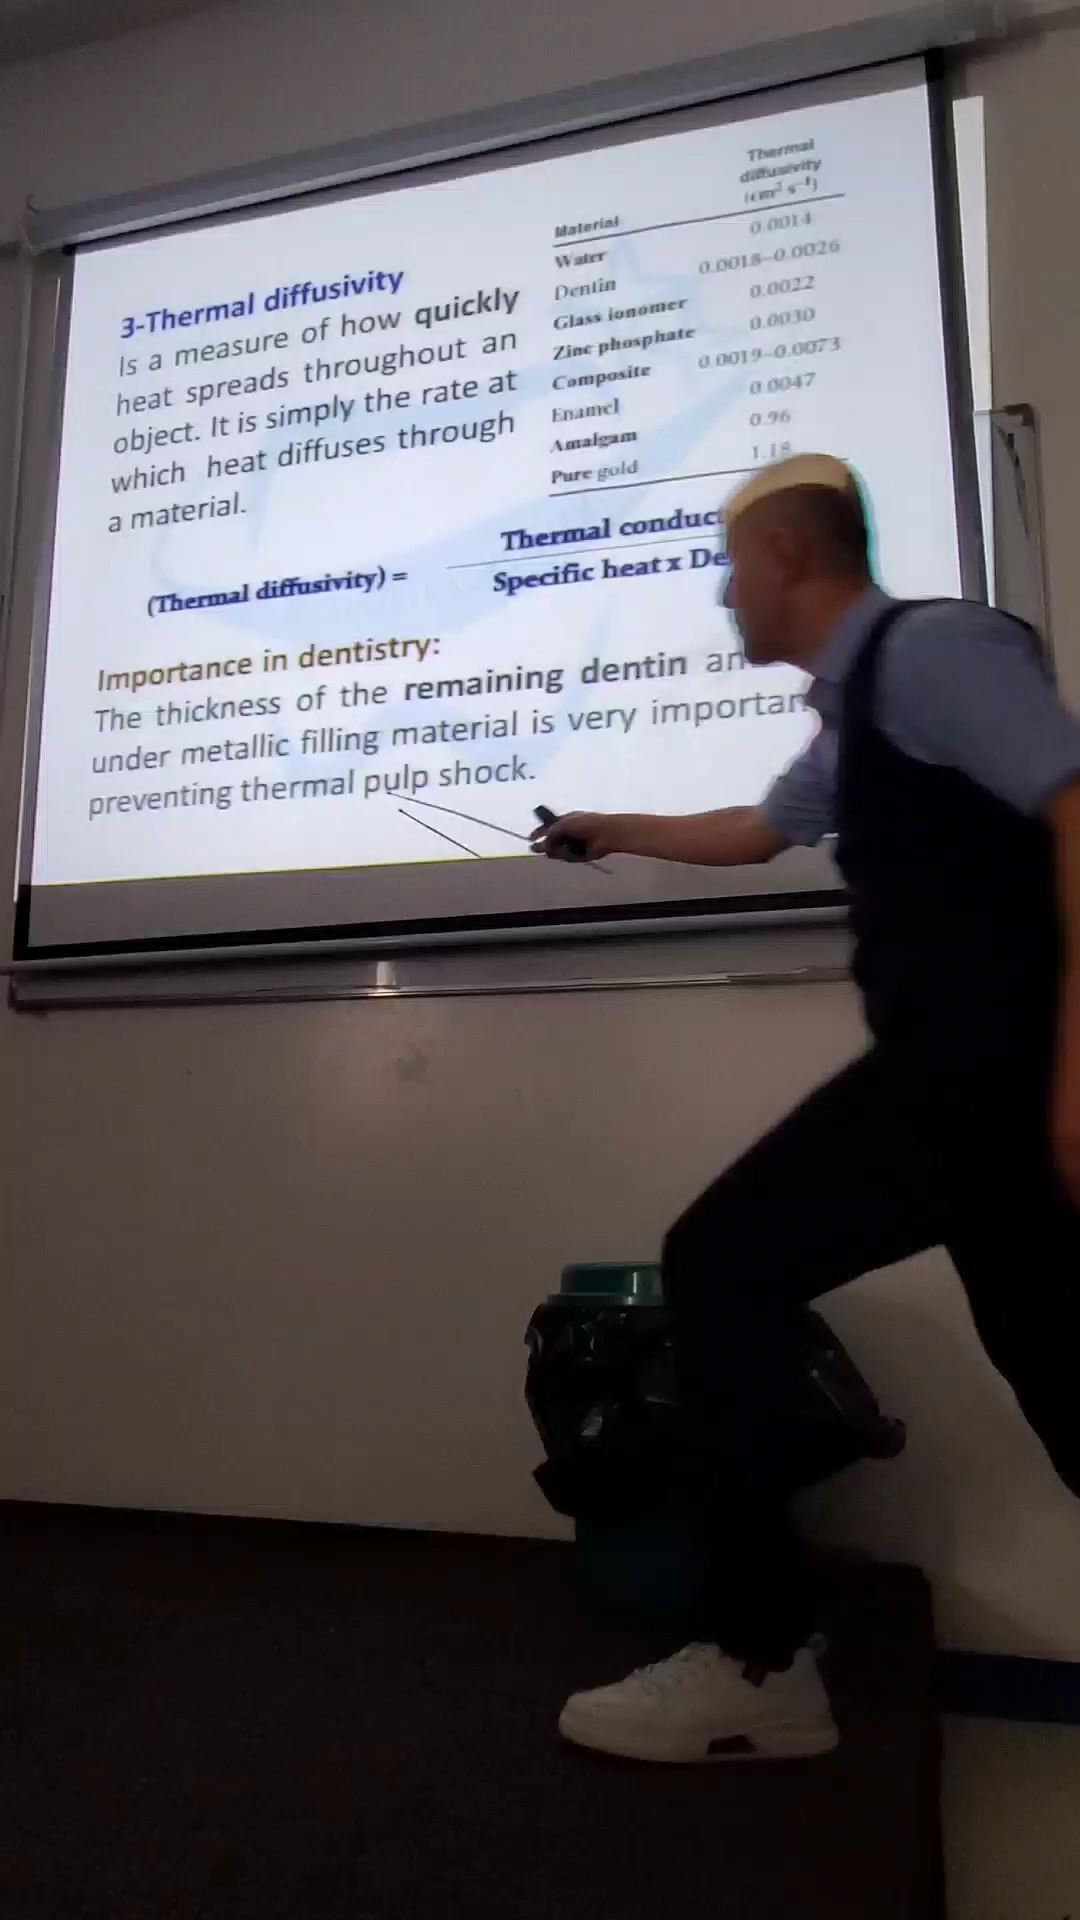 3-Thermal diffusivity
Is a measure of how quickly
heat spreads throughout an
object. It is simply the rate at
which heat diffuses through
a material.
Thermal
diffusivity
Material (cm² s⁻¹)
Water 0.0014
Dentin 0.0018–0.0026
Glass ionomer 0.0022
Zinc phosphate 0.0030
Composite 0.0019–0.0073
Enamel 0.0047
Amalgam 0.96
Pure gold 1.18
Thermal conduc
(Thermal diffusivity) =
Specific heat x De
Importance in dentistry:
The thickness of the remaining dentin an
under metallic filling material is very importan
preventing thermal pulp shock.